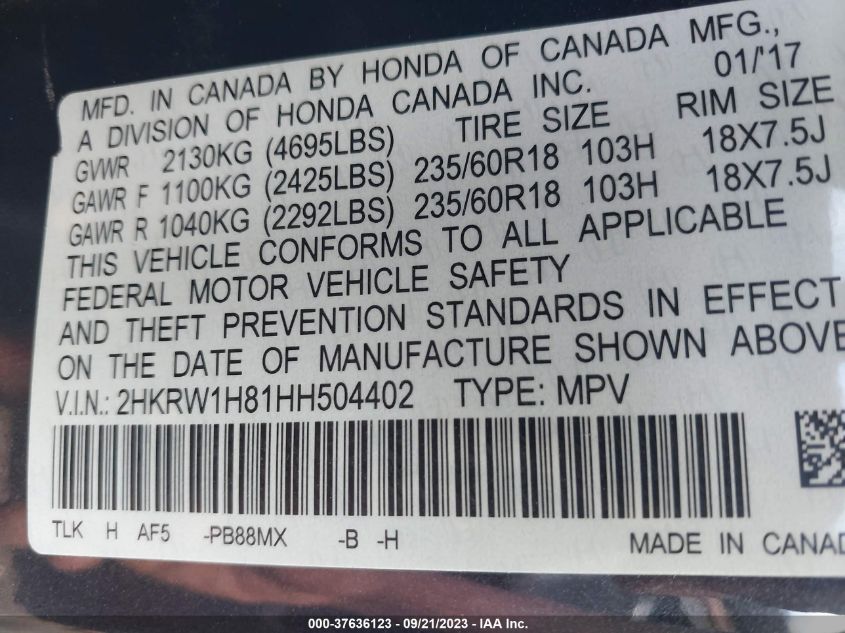 MFD. IN CANADA BY HONDA OF CANADA MFG.,
A DIVISION OF HONDA CANADA INC. 01/'17
GVWR 2130KG (4695LBS) TIRE SIZE RIM SIZE
GAWR F 1100KG (2425LBS) 235/60R18 103H 18X7.5J
GAWR R 1040KG (2292LBS) 235/60R18 103H 18X7.5J
THIS VEHICLE CONFORMS TO ALL APPLICABLE
FEDERAL MOTOR VEHICLE SAFETY
AND THEFT PREVENTION STANDARDS IN EFFECT
ON THE DATE OF MANUFACTURE SHOWN ABOVE
V.I.N.: 2HKRW1H81HH504402 TYPE: MPV
TLK H AF5 -PB88MX -B -H
MADE IN CANAD
000-37636123 - 09/21/2023 - IAA Inc.